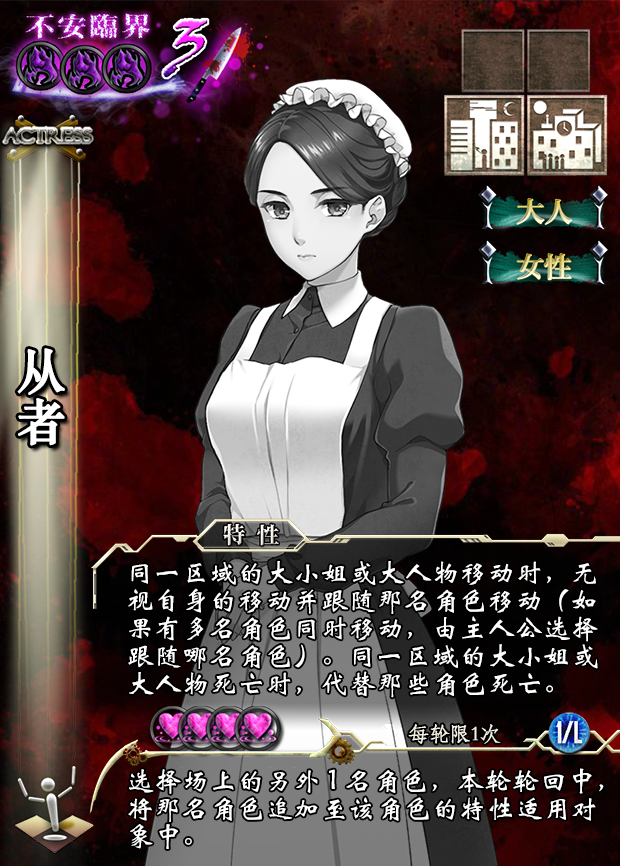 不安臨界
3
ACTRESS
大人
女性
从者
特性
同一区域的大小姐或大人物移动时，无
视自身的移动并跟随那名角色移动（如
果有多名角色同时移动，由主人公选择
跟随哪名角色）。同一区域的大小姐或
大人物死亡时，代替那些角色死亡。
每轮限1次
1/L
选择场上的另外1名角色，本轮轮回中，
将那名角色追加至该角色的特性适用对
象中。